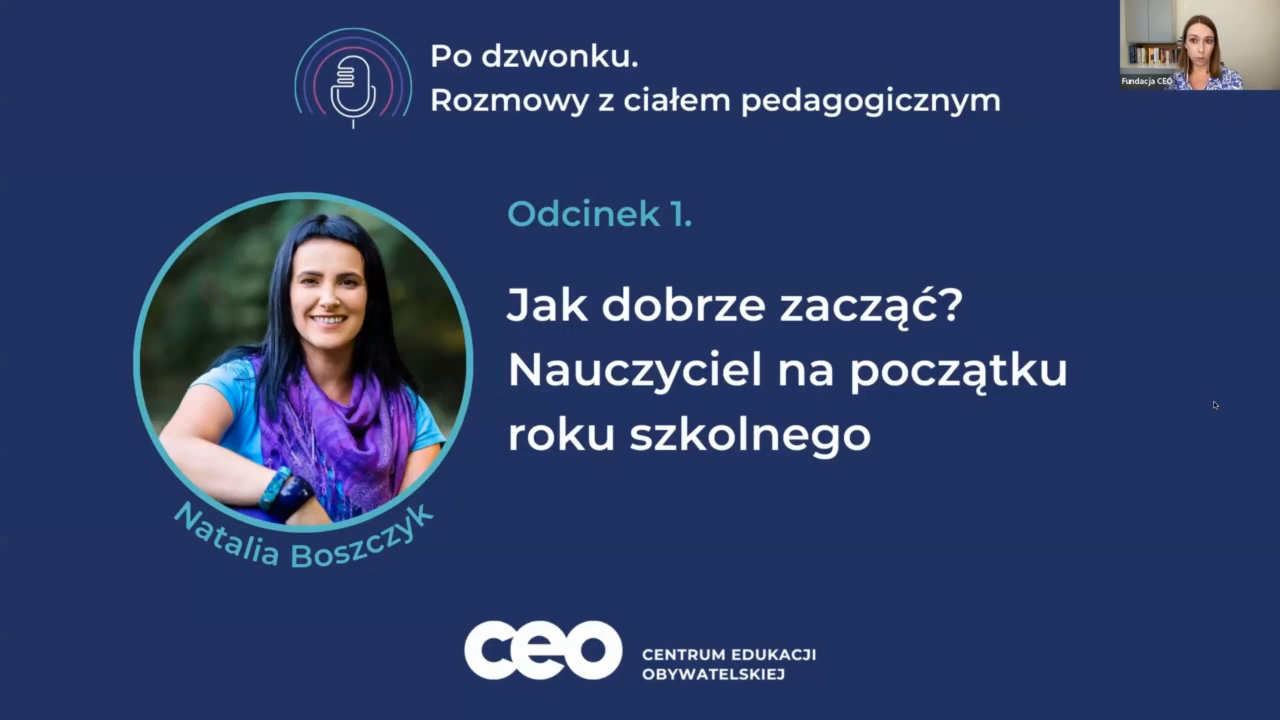 Po dzwonku.
Rozmowy z ciałem pedagogicznym
Fundacja CEO
Odcinek 1.
Jak dobrze zacząć?
Nauczyciel na początku
roku szkolnego
Natalia Boszczyk
ceo
CENTRUM EDUKACJI
OBYWATELSKIEJ